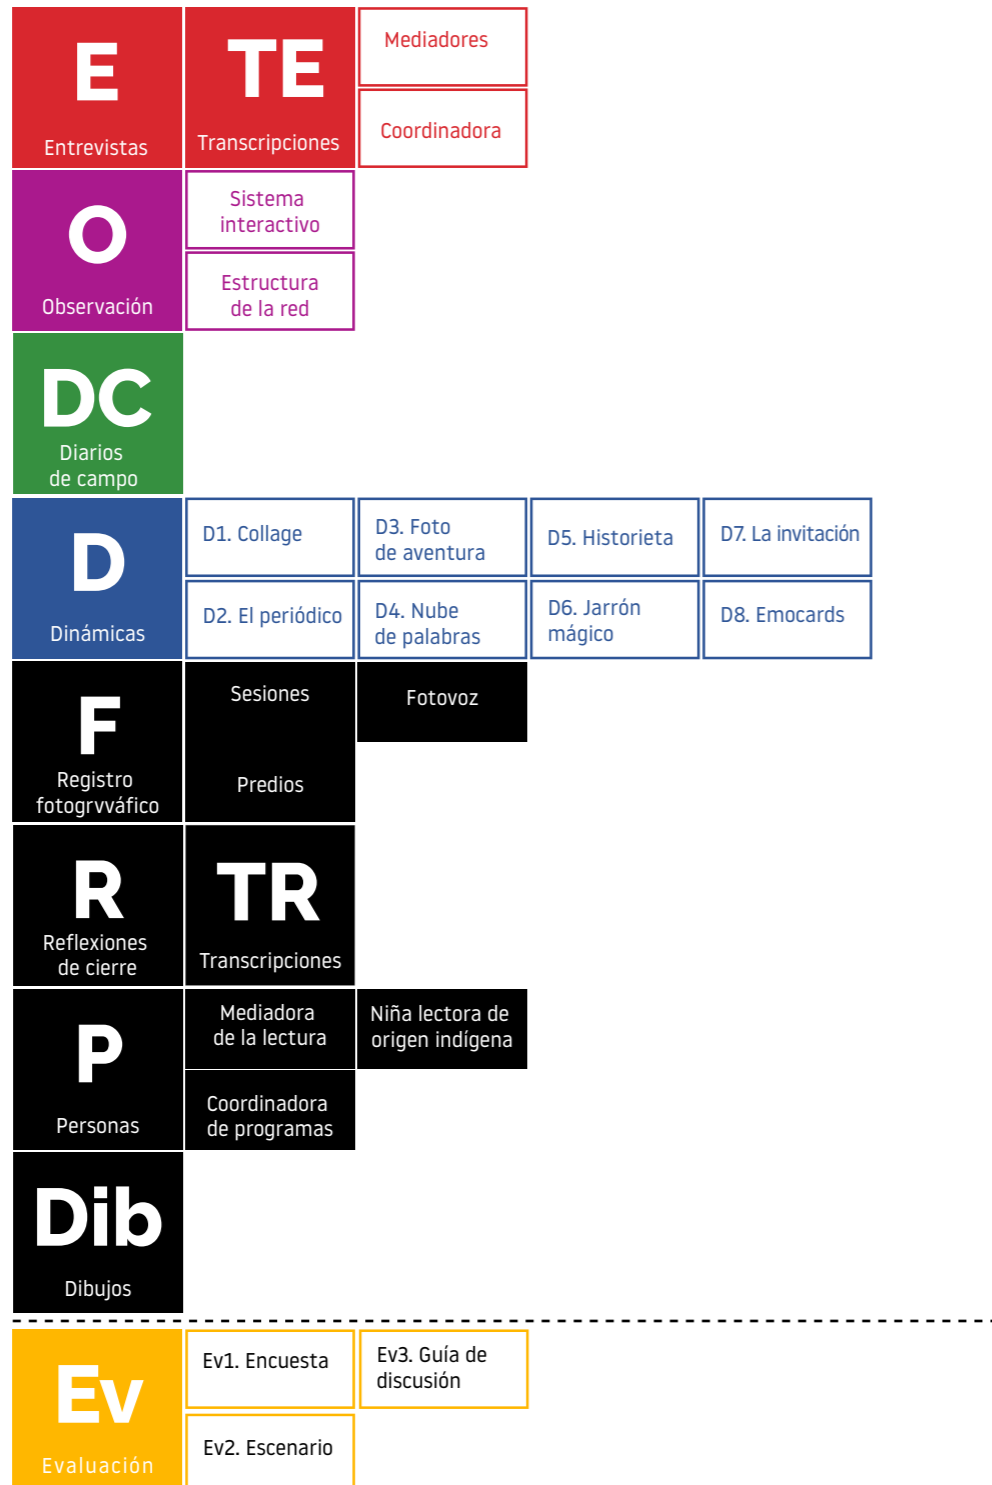 E
Entrevistas
TE
Transcripciones
Mediadores
Coordinadora
O
Observación
Sistema
interactivo
Estructura
de la red
DC
Diarios
de campo
D
Dinámicas
D1. Collage
D2. El periódico
D3. Foto
de aventura
D4. Nube
de palabras
D5. Historieta
D6. Jarrón
mágico
D7. La invitación
D8. Emocards
F
Registro
fotogrvváfico
Sesiones
Predios
Fotovoz
R
Reflexiones
de cierre
TR
Transcripciones
P
Personas
Mediadora
de la lectura
Coordinadora
de programas
Niña lectora de
origen indígena
Dib
Dibujos
Ev
Evaluación
Ev1. Encuesta
Ev2. Escenario
Ev3. Guía de
discusión